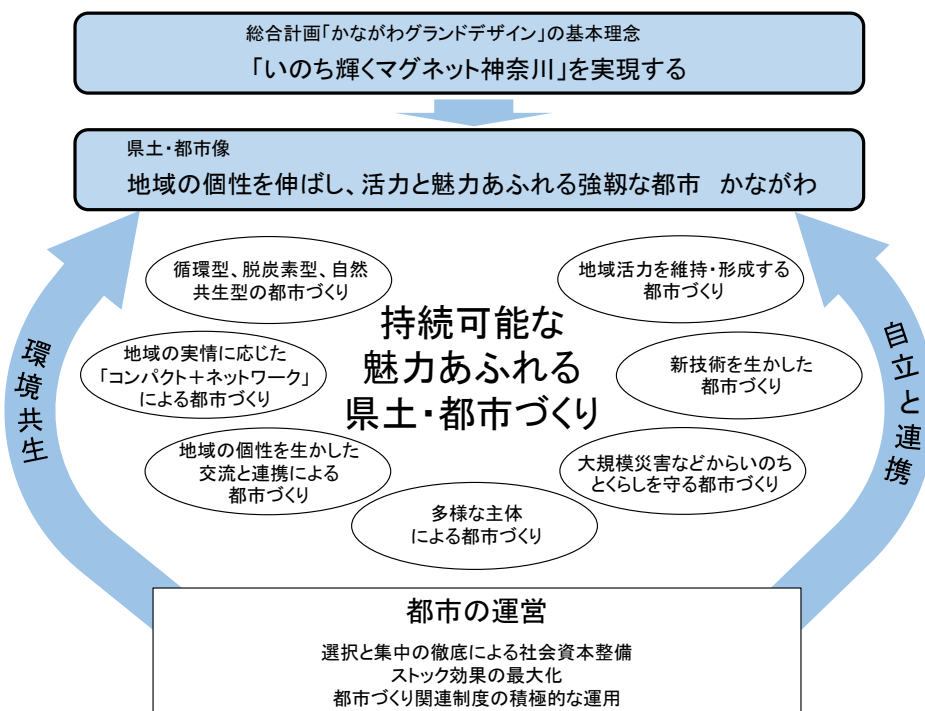 総合計画「かながわグランドデザイン」の基本理念
「いのち輝くマグネット神奈川」を実現する
県土・都市像
地域の個性を伸ばし、活力と魅力あふれる強靱な都市 かながわ
循環型、脱炭素型、自然
共生型の都市づくり
地域活力を維持・形成する
都市づくり
持続可能な
魅力あふれる
県土・都市づくり
環境共生
自立と連携
地域の実情に応じた
「コンパクト＋ネットワーク」
による都市づくり
新技術を生かした
都市づくり
地域の個性を生かした
交流と連携による
都市づくり
大規模災害などからいのち
とくらしを守る都市づくり
多様な主体
による都市づくり
都市の運営
選択と集中の徹底による社会資本整備
ストック効果の最大化
都市づくり関連制度の積極的な運用